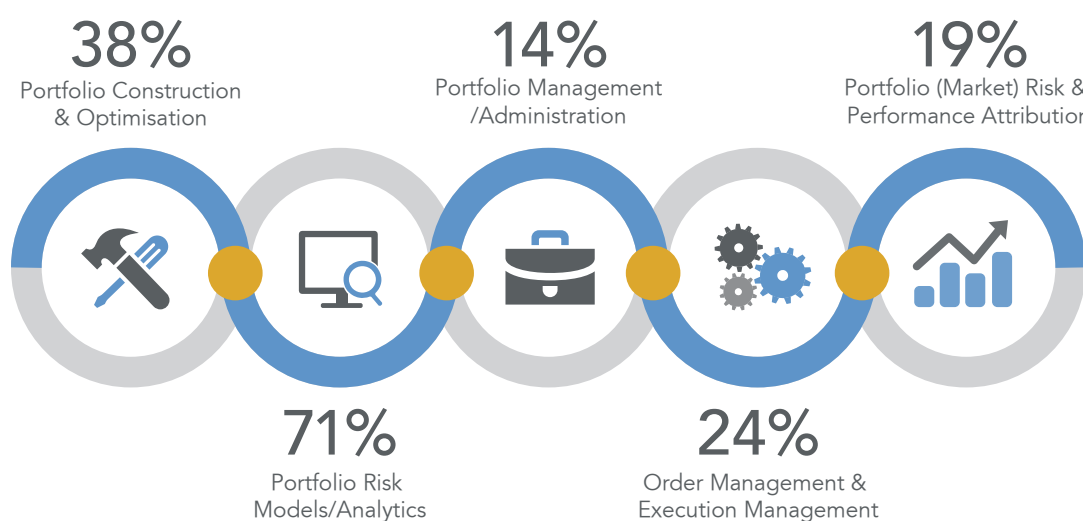 38%
Portfolio Construction
& Optimisation
14%
Portfolio Management
/Administration
19%
Portfolio (Market) Risk &
Performance Attribution
71%
Portfolio Risk
Models/Analytics
24%
Order Management &
Execution Management